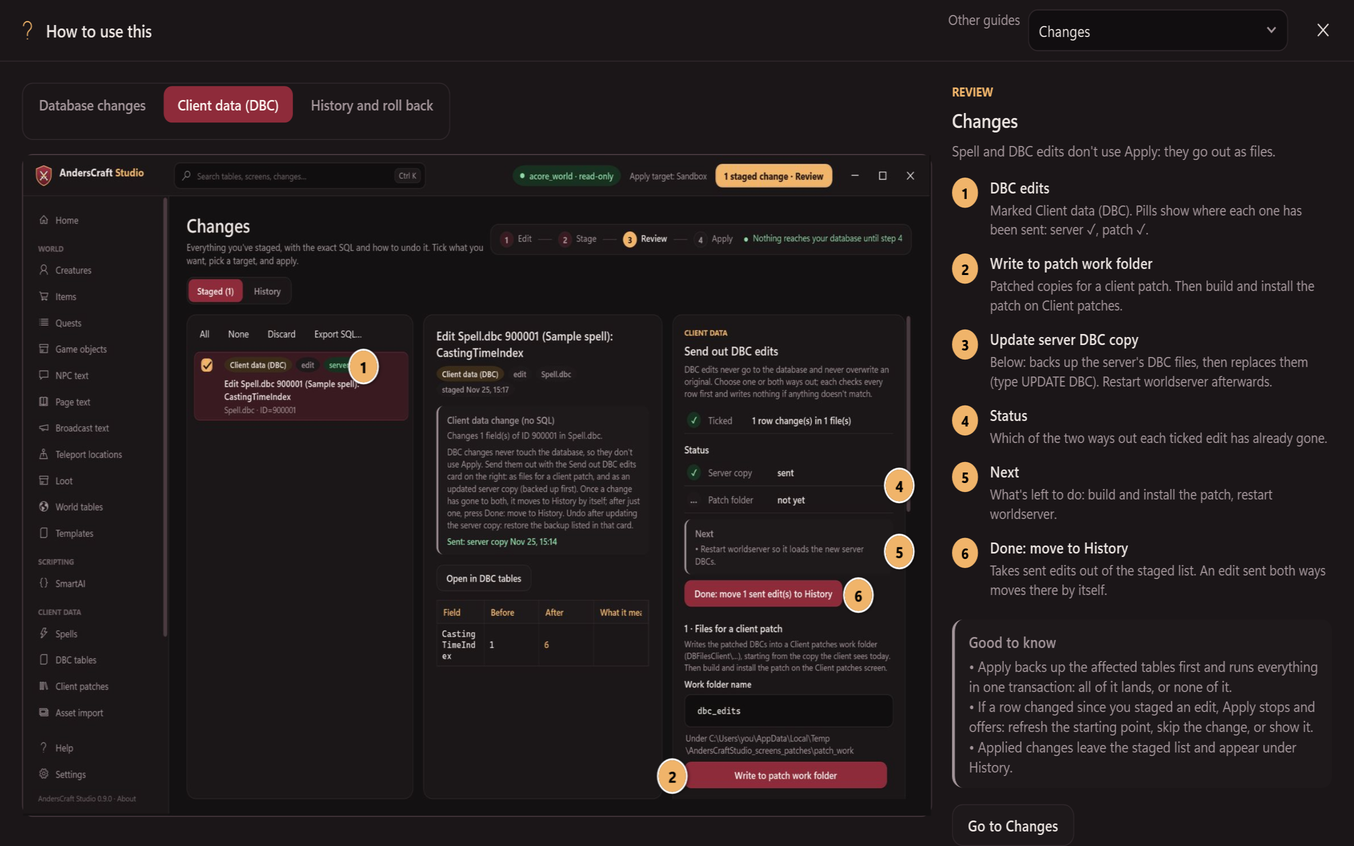 ? How to use this
Other guides
Changes
Database changes
Client data (DBC)
History and roll back
AndersCraft Studio
Search tables, screens, changes...
Ctrl K
acore_world · read-only
Apply target: Sandbox
1 staged change · Review
Home
WORLD
Creatures
Items
Quests
Game objects
NPC text
Page text
Broadcast text
Teleport locations
Loot
World tables
Templates
SCRIPTING
SmartAI
CLIENT DATA
Spells
DBC tables
Client patches
Asset import
Help
Settings
AndersCraft Studio 0.9.0 · About
Changes
Everything you've staged, with the exact SQL and how to undo it. Tick what you
want, pick a target, and apply.
1 Edit
2 Stage
3 Review
4 Apply
• Nothing reaches your database until step 4
Staged (1)
History
All
None
Discard
Export SQL...
Client data (DBC)
edit
1
Edit Spell.dbc 900001 (Sample spell):
CastingTimeIndex
Spell.dbc · ID=900001
Edit Spell.dbc 900001 (Sample spell):
CastingTimeIndex
Client data (DBC)
edit
Spell.dbc
staged Nov 25, 15:17
Client data change (no SQL)
Changes 1 field(s) of ID 900001 in Spell.dbc.
DBC changes never touch the database, so they don't
use Apply. Send them out with the Send out DBC edits
card on the right: as files for a client patch, and as an
updated server copy (backed up first). Once a change
has gone to both, it moves to History by itself; after just
one, press Done: move to History. Undo after updating
the server copy: restore the backup listed in that card.
Sent: server copy Nov 25, 15:14
Open in DBC tables
Field
Before
After
What it
Casting
TimeInd
ex
1
6
CLIENT DATA
Send out DBC edits
DBC edits never go to the database and never overwrite an
original. Choose one or both ways out; each checks
every first row and writes nothing if anything doesn't match.
✓ Ticked
1 row change(s) in 1 file(s)
Status
✓ Server copy
sent
4
... Patch folder
not yet
Next
• Restart worldserver so it loads the new server
DBCs.
5
Done: move 1 sent edit(s) to History
6
1 · Files for a client patch
Writes the patched DBCs into a Client patches work folder
(DBFilesClient\...), starting from the copy the client sees today.
Then build and install the patch on the Client patches screen.
Work folder name
dbc_edits
Under C:\Users\you\AppData\Local\Temp
\AndersCraftStudio_screens_patches\patch_work
2
Write to patch work folder
REVIEW
Changes
Spell and DBC edits don't use Apply: they go out as files.
1 DBC edits
Marked Client data (DBC). Pills show where each one has
been sent: server ✓, patch ✓.
2 Write to patch work folder
Patched copies for a client patch. Then build and install the
patch on Client patches.
3 Update server DBC copy
Below: backs up the server's DBC files, then replaces them
(type UPDATE DBC). Restart worldserver afterwards.
4 Status
Which of the two ways out each ticked edit has already gone.
5 Next
What's left to do: build and install the patch, restart
worldserver.
6 Done: move to History
Takes sent edits out of the staged list. An edit sent both ways
moves there by itself.
Good to know
• Apply backs up the affected tables first and runs everything
in one transaction: all of it lands, or none of it.
• If a row changed since you staged an edit, Apply stops and
offers: refresh the starting point, skip the change, or show it.
• Applied changes leave the staged list and appear under
History.
Go to Changes